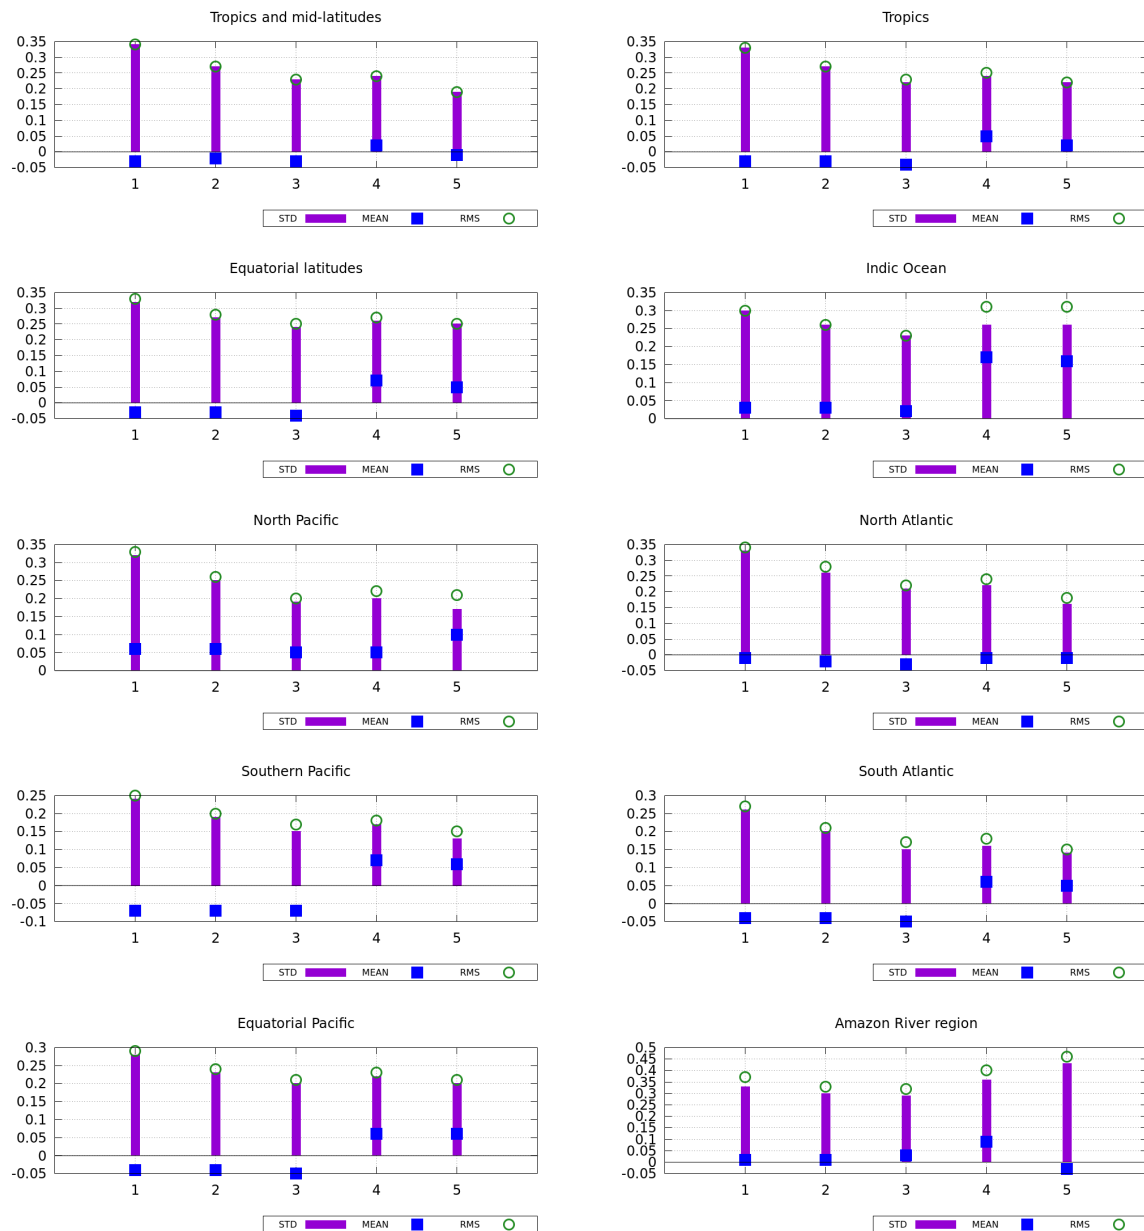 Tropics and mid-latitudes
0.35
0.3
0.25
0.2
0.15
0.1
0.05
0
-0.05
1 2 3 4 5
STD MEAN RMS
Tropics
0.35
0.3
0.25
0.2
0.15
0.1
0.05
0
-0.05
1 2 3 4 5
STD MEAN RMS
Equatorial latitudes
0.35
0.3
0.25
0.2
0.15
0.1
0.05
0
-0.05
1 2 3 4 5
STD MEAN RMS
Indic Ocean
0.35
0.3
0.25
0.2
0.15
0.1
0.05
0
1 2 3 4 5
STD MEAN RMS
North Pacific
0.35
0.3
0.25
0.2
0.15
0.1
0.05
0
1 2 3 4 5
STD MEAN RMS
North Atlantic
0.35
0.3
0.25
0.2
0.15
0.1
0.05
0
-0.05
1 2 3 4 5
STD MEAN RMS
Southern Pacific
0.25
0.2
0.15
0.1
0.05
0
-0.05
-0.1
1 2 3 4 5
STD MEAN RMS
South Atlantic
0.3
0.25
0.2
0.15
0.1
0.05
0
-0.05
1 2 3 4 5
STD MEAN RMS
Equatorial Pacific
0.3
0.25
0.2
0.15
0.1
0.05
0
-0.05
1 2 3 4 5
STD MEAN RMS
Amazon River region
0.5
0.45
0.4
0.35
0.3
0.25
0.2
0.15
0.1
0.05
0
-0.05
1 2 3 4 5
STD MEAN RMS